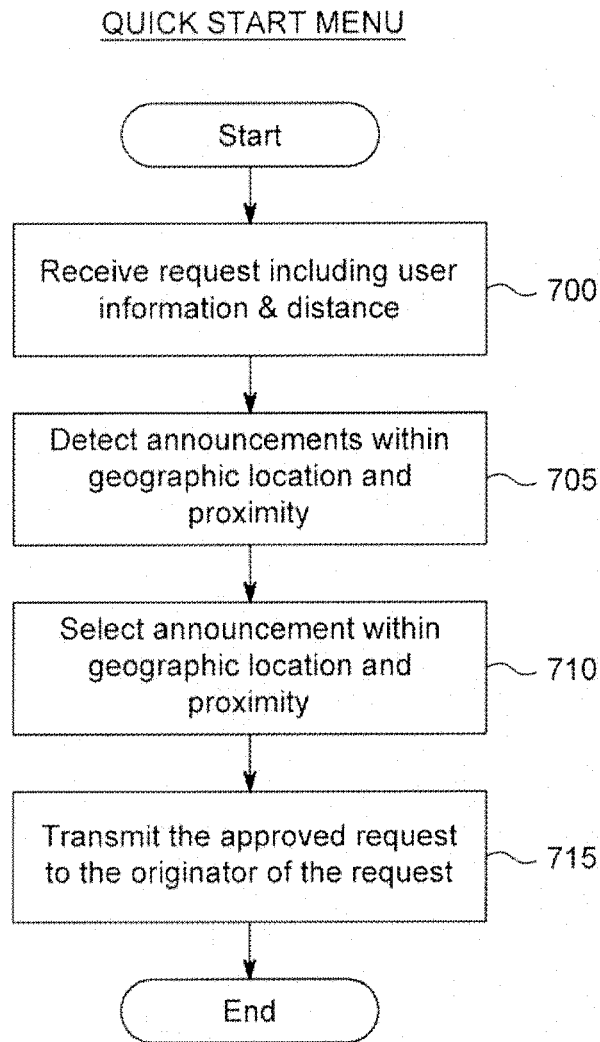 QUICK START MENU
Start
Receive request including user
information & distance
700
Detect announcements within
geographic location and
proximity
705
Select announcement within
geographic location and
proximity
710
Transmit the approved request
to the originator of the request
715
End